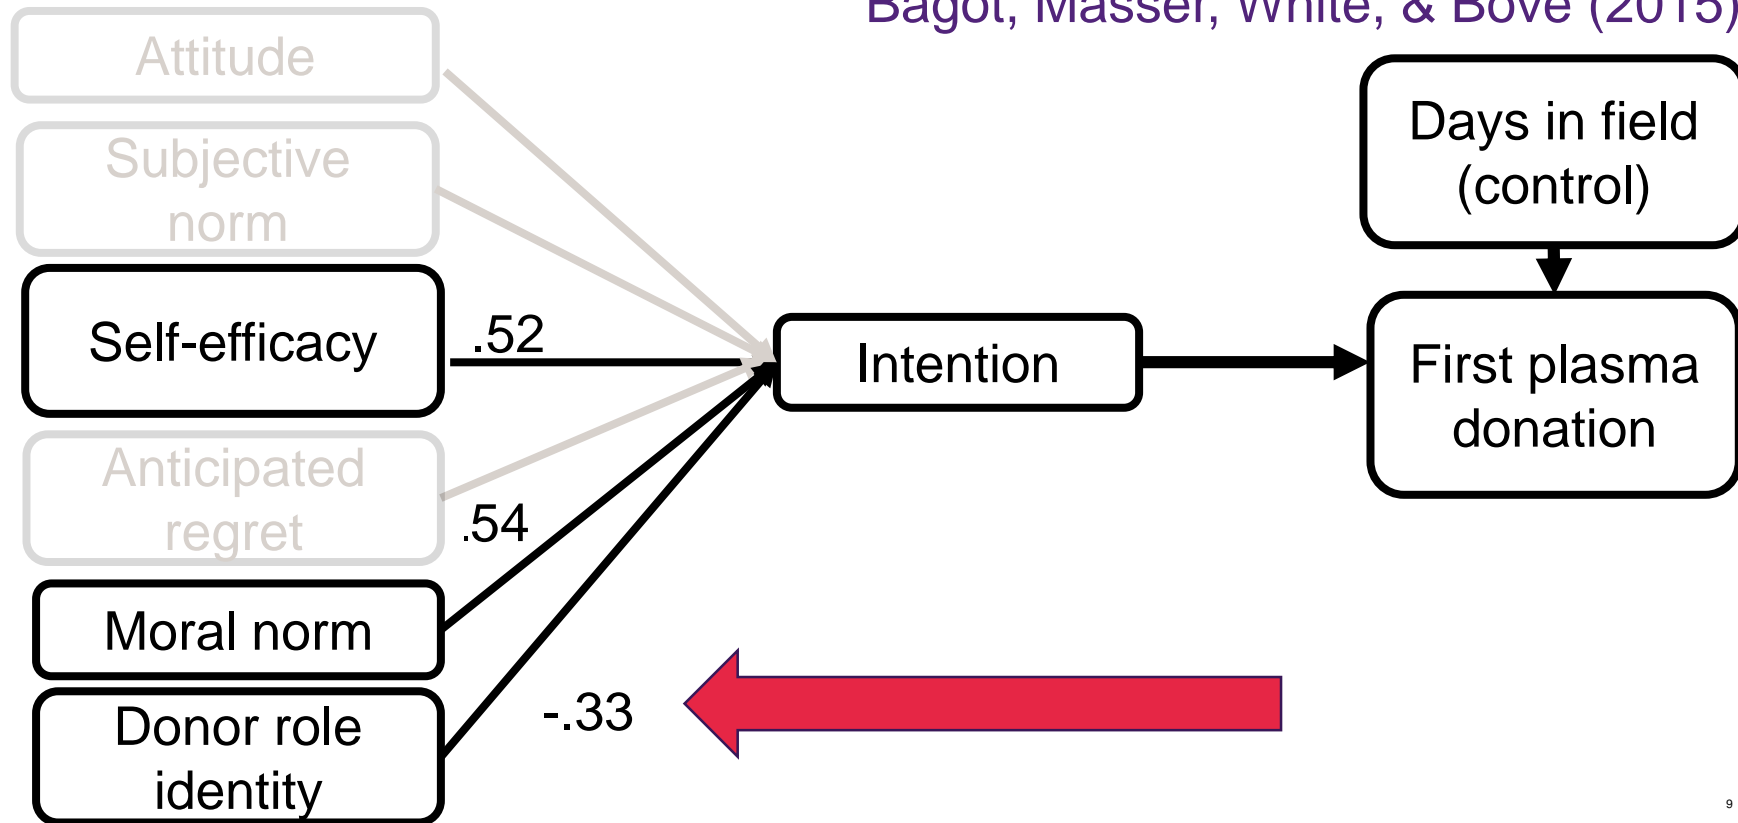 Bagot, Masser, White, & Bove (2015)
Attitude
Subjective
norm
Self-efficacy
.52
Anticipated
regret
.54
Moral norm
Donor role
identity
-.33
Intention
Days in field
(control)
First plasma
donation
9